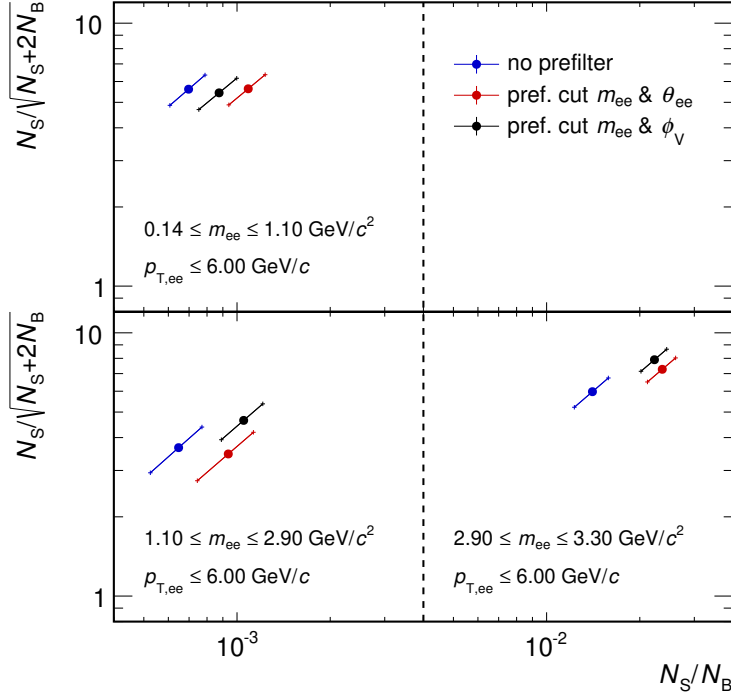 10
1
N_S/√N_S+2N_B
no prefilter
pref. cut m_ee & θ_ee
pref. cut m_ee & ϕ_V
0.14 ≤ m_ee ≤ 1.10 GeV/c²
p_T,ee ≤ 6.00 GeV/c
10
1
N_S/√N_S+2N_B
1.10 ≤ m_ee ≤ 2.90 GeV/c²
p_T,ee ≤ 6.00 GeV/c
2.90 ≤ m_ee ≤ 3.30 GeV/c²
p_T,ee ≤ 6.00 GeV/c
10⁻³
10⁻²
N_S/N_B